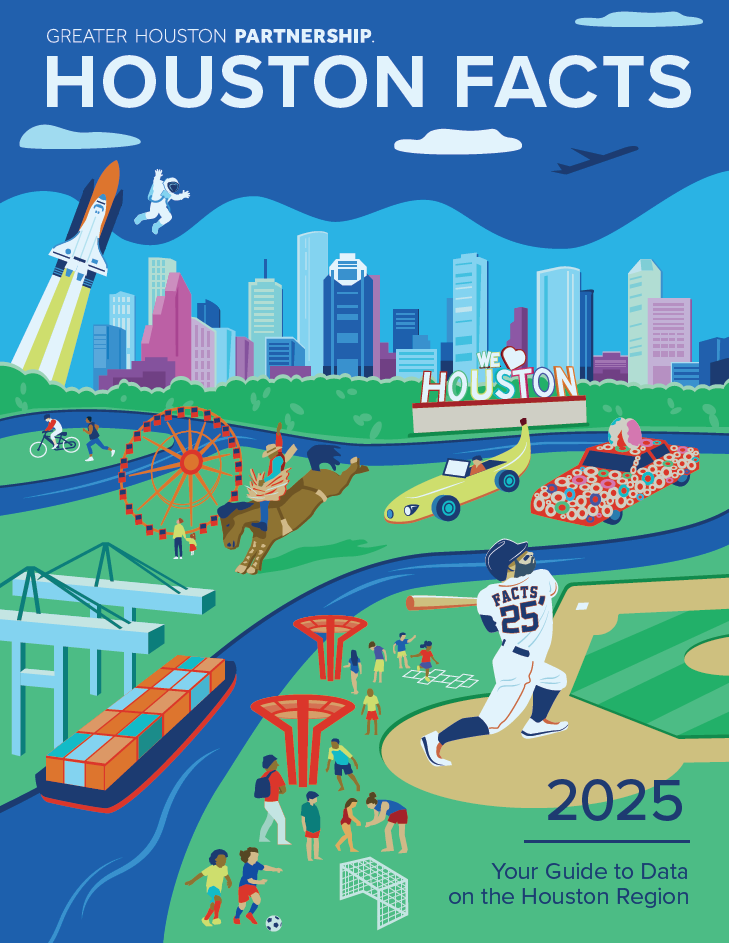 GREATER HOUSTON PARTNERSHIP.
HOUSTON FACTS
WE
HOUSTON
FACTS
25
2025
Your Guide to Data
on the Houston Region